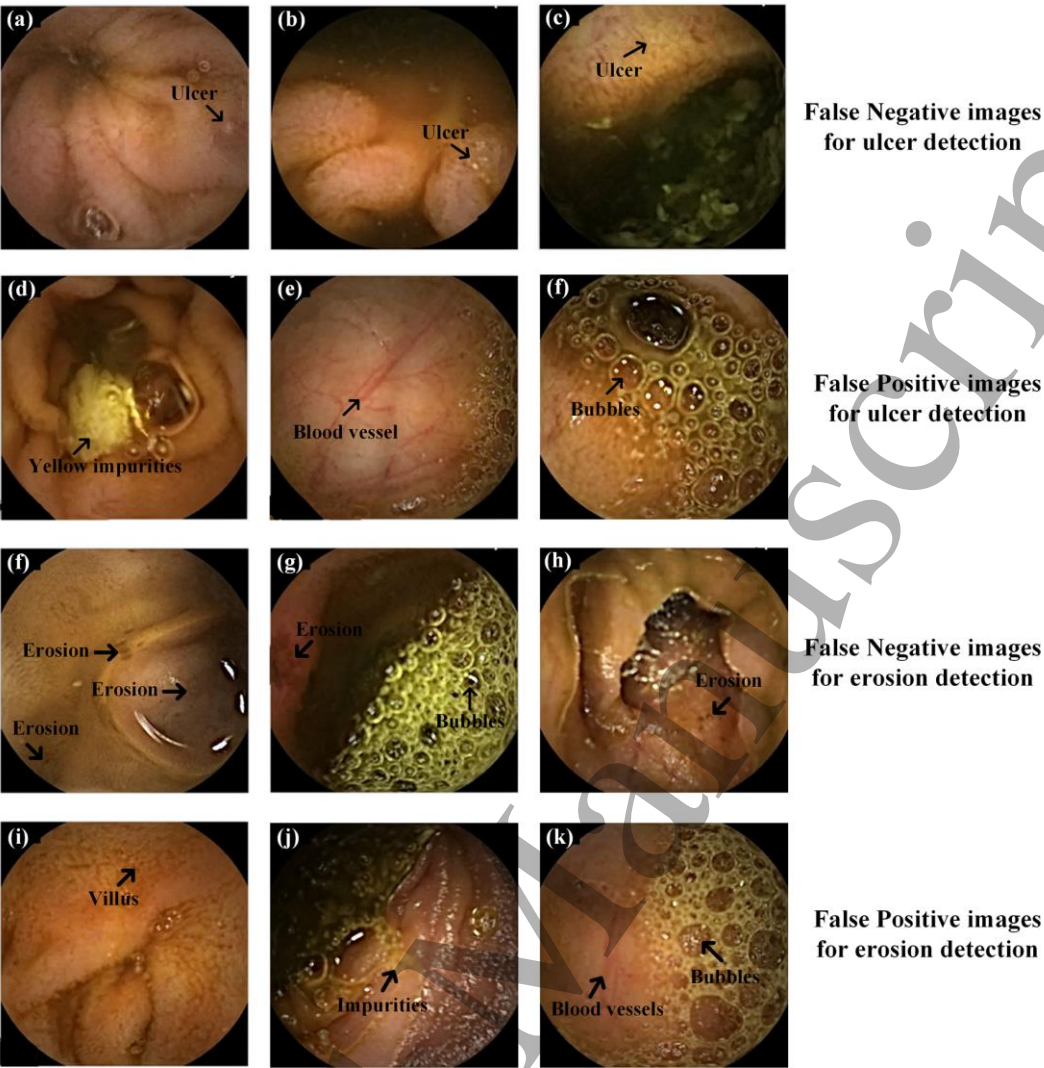 (a)
Ulcer
(b)
Ulcer
(c)
Ulcer
False Negative images
for ulcer detection
(d)
Yellow impurities
(e)
Blood vessel
(f)
Bubbles
False Positive images
for ulcer detection
(f)
Erosion
Erosion
Erosion
(g)
Erosion
Bubbles
(h)
Erosion
False Negative images
for erosion detection
(i)
Villus
(j)
Impurities
(k)
Bubbles
Blood vessels
False Positive images
for erosion detection
Manuscrip